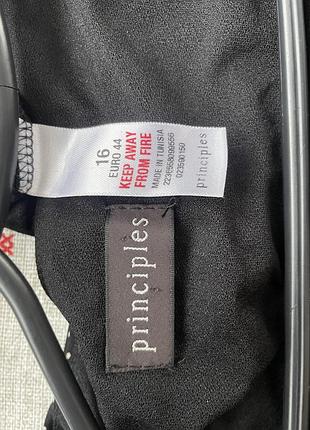 16
EURO 44
KEEP AWAY
FROM FIRE
MADE IN TUNISIA
principles
principles